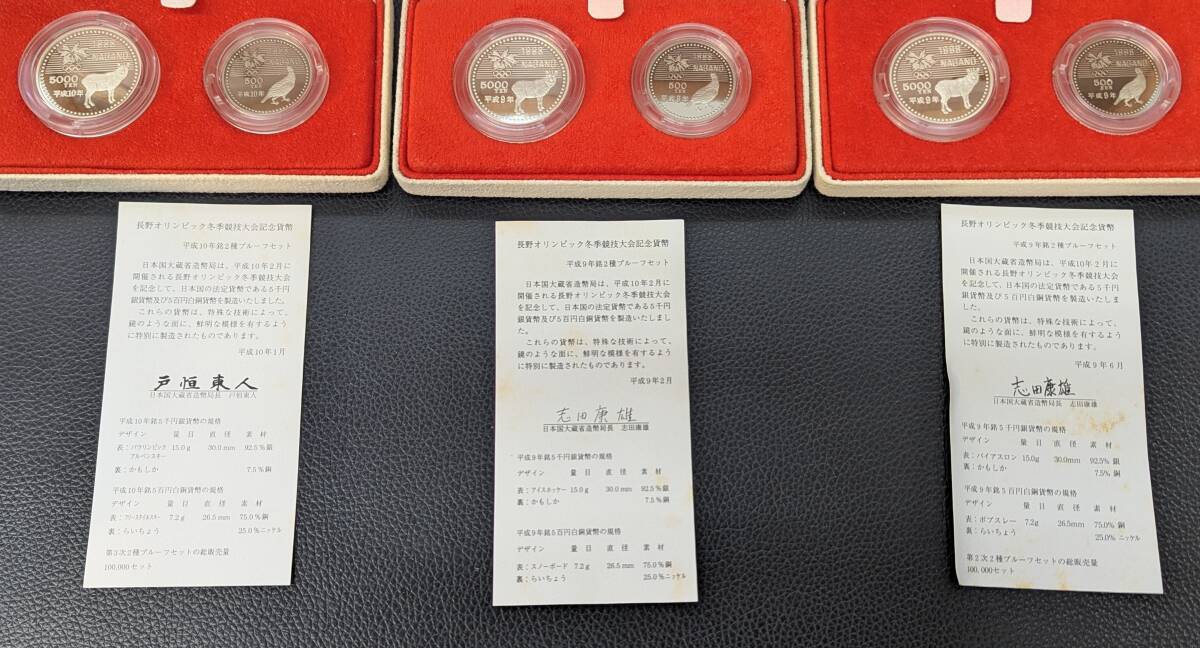 1998
NAGANO
5000
YEN
平成10年
1998
NAGANO
500
YEN
平成10年
1998
NAGANO
5000
YEN
平成9年
1998
NAGANO
500
YEN
平成9年
1998
NAGANO
5000
YEN
平成9年
1998
NAGANO
500
YEN
平成9年
長野オリンピック冬季競技大会記念貨幣
平成10年銘2種プルーフセット
日本国大蔵省造幣局は、平成10年2月に
開催される長野オリンピック冬季競技大会
を記念して、日本国の法定貨幣である5千円
銀貨幣及び5百円白銅貨幣を製造いたしました。
これらの貨幣は、特殊な技術によって、
鏡のような面に、鮮明な模様を有するよう
に特別に製造されたものであります。
平成10年1月
戸恒東人
日本国大蔵省造幣局長 戸恒東人
平成10年銘5千円銀貨幣の規格
デザイン 量目 直径 素材
表:パラリンピック 15.0g 30.0mm 92.5%銀
アルペンスキー
裏:かもしか 7.5%銅
平成10年銘5百円白銅貨幣の規格
デザイン 量目 直径 素材
表:フリースタイルスキー 7.2g 26.5mm 75.0%銅
裏:らいちょう 25.0%ニッケル
第3次2種プルーフセットの総販売量
100,000セット
長野オリンピック冬季競技大会記念貨幣
平成9年銘2種プルーフセット
日本国大蔵省造幣局は、平成10年2月に
開催される長野オリンピック冬季競技大会
を記念して、日本国の法定貨幣である5千円
銀貨幣及び5百円白銅貨幣を製造いたしまし
た。
これらの貨幣は、特殊な技術によって、
鏡のような面に、鮮明な模様を有するよう
に特別に製造されたものであります。
平成9年2月
志田康雄
日本国大蔵省造幣局長 志田康雄
平成9年銘5千円銀貨幣の規格
デザイン 量目 直径 素材
表:アイスホッケー 15.0g 30.0mm 92.5%銀
裏:かもしか 7.5%銅
平成9年銘5百円白銅貨幣の規格
デザイン 量目 直径 素材
表:スノーボード 7.2g 26.5mm 75.0%銅
裏:らいちょう 25.0%ニッケル
長野オリンピック冬季競技大会記念貨幣
平成9年銘2種プルーフセット
日本国大蔵省造幣局は、平成10年2月に
開催される長野オリンピック冬季競技大会
を記念して、日本国の法定貨幣である5千円
銀貨幣及び5百円白銅貨幣を製造いたしまし
た。
これらの貨幣は、特殊な技術によって、
鏡のような面に、鮮明な模様を有するよう
に特別に製造されたものであります。
平成9年6月
志田康雄
日本国大蔵省造幣局長 志田康雄
平成9年銘5千円銀貨幣の規格
デザイン 量目 直径 素材
表:バイアスロン 15.0g 30.0mm 92.5%銀
裏:かもしか 7.5%銅
平成9年銘5百円白銅貨幣の規格
デザイン 量目 直径 素材
表:ボブスレー 7.2g 26.5mm 75.0%銅
裏:らいちょう 25.0%ニッケル
第2次2種プルーフセットの総販売量
100,000セット